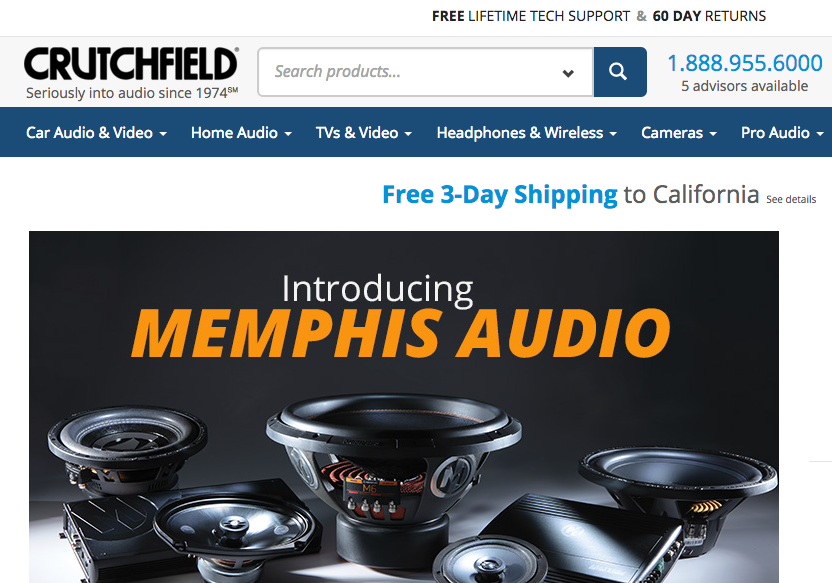 FREE LIFETIME TECH SUPPORT & 60 DAY RETURNS
CRUTCHFIELD®
Seriously into audio since 1974℠
Search products...
1.888.955.6000
5 advisors available
Car Audio & Video
Home Audio
TVs & Video
Headphones & Wireless
Cameras
Pro Audio
Free 3-Day Shipping to California See details
Introducing
MEMPHIS AUDIO
M6